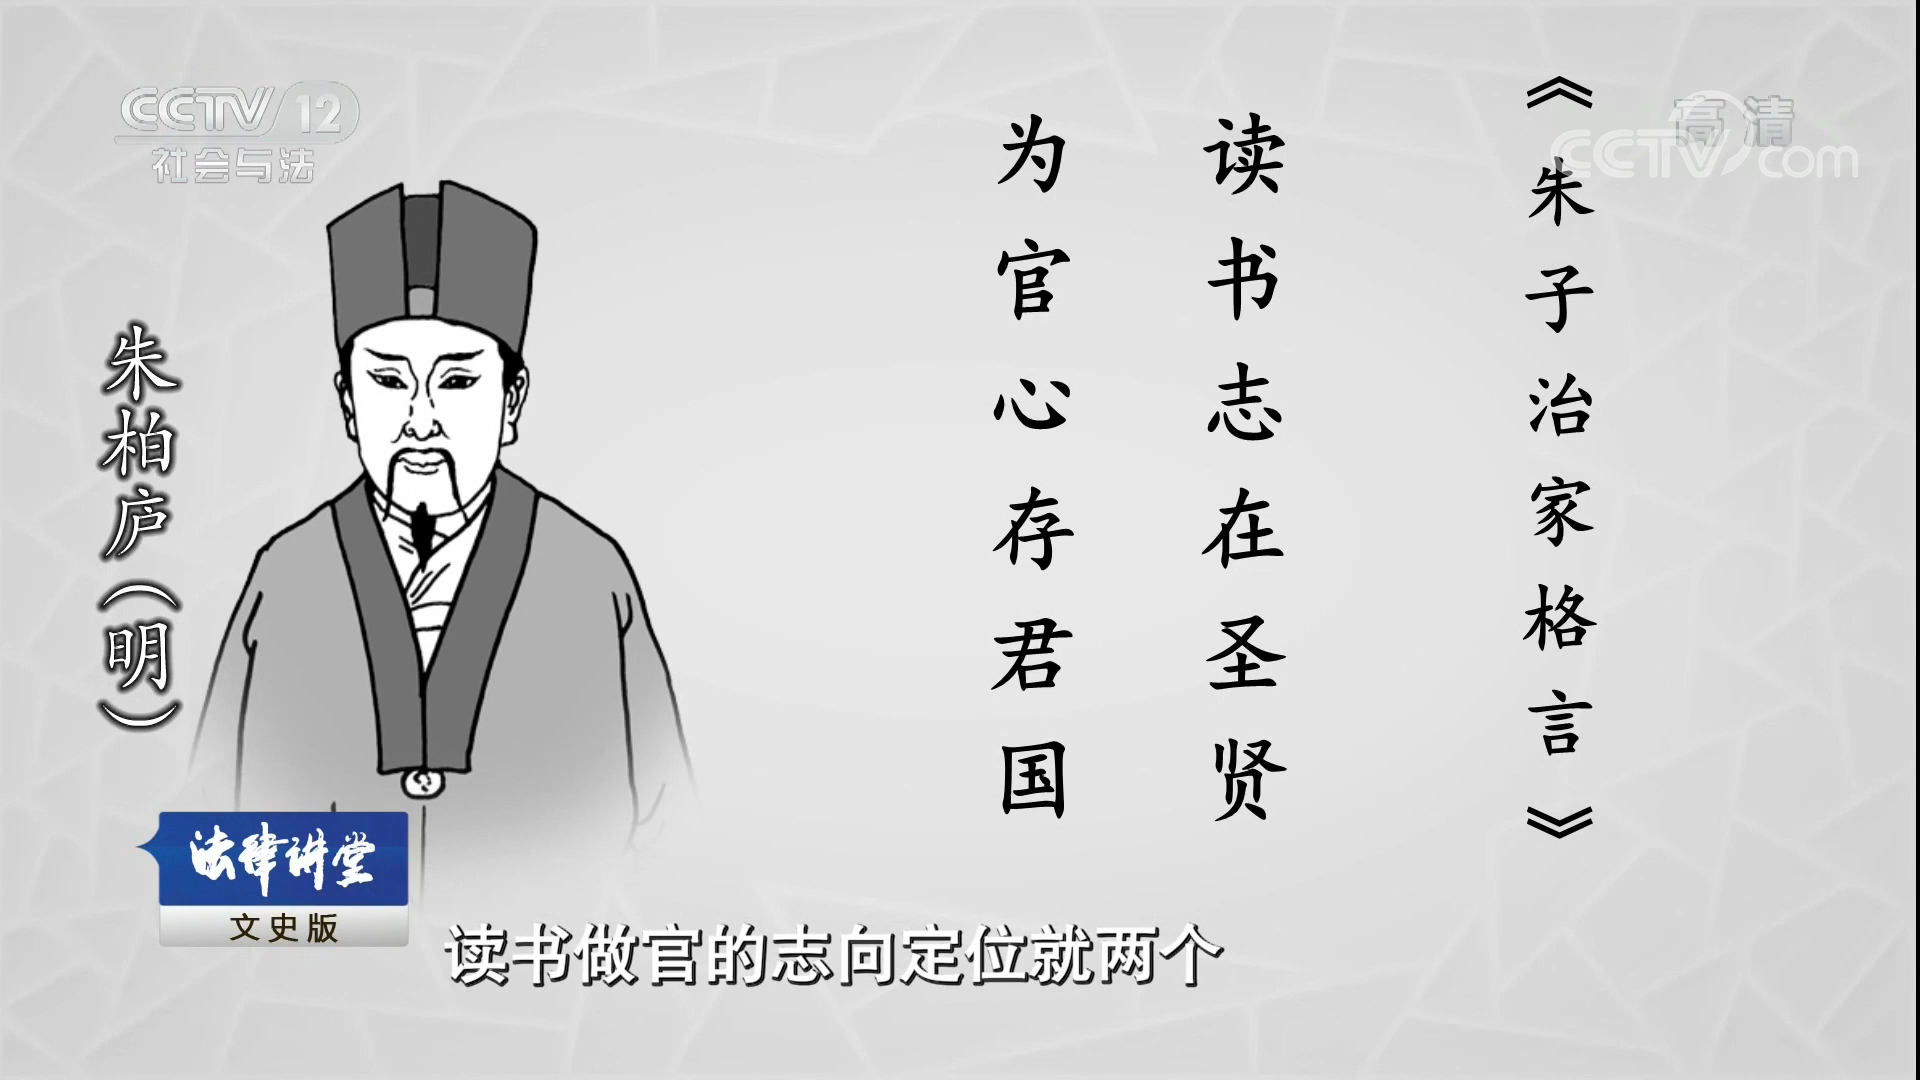 CCTV 12
社会与法
高清
CCTV.com
《朱子治家格言》
读书志在圣贤
为官心存君国
朱柏庐（明）
法律讲堂
文史版
读书做官的志向定位就两个